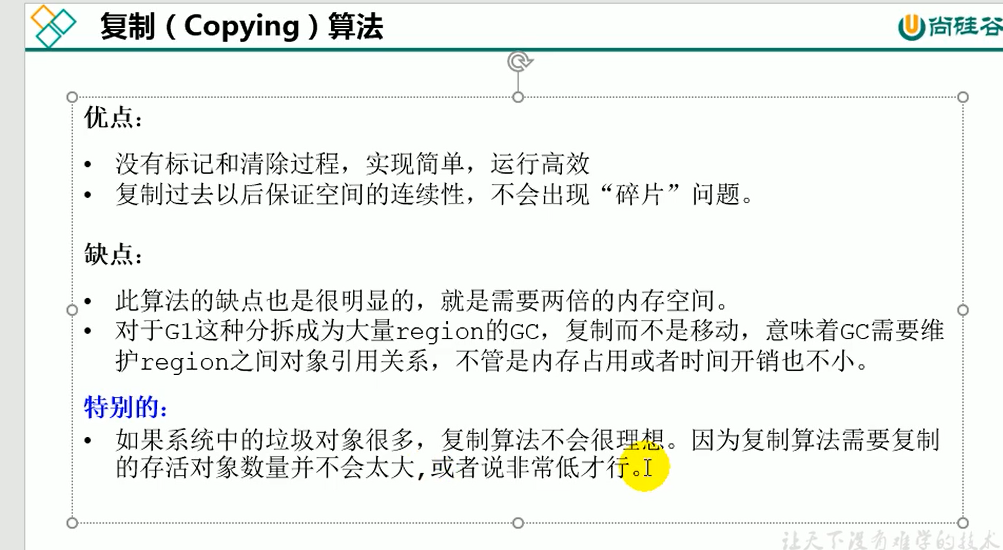 复制（Copying）算法
尚硅谷
优点：
• 没有标记和清除过程，实现简单，运行高效
• 复制过去以后保证空间的连续性，不会出现“碎片”问题。
缺点：
• 此算法的缺点也是很明显的，就是需要两倍的内存空间。
• 对于G1这种分拆成为大量region的GC，复制而不是移动，意味着GC需要维
护region之间对象引用关系，不管是内存占用或者时间开销也不小。
特别的：
• 如果系统中的垃圾对象很多，复制算法不会很理想。因为复制算法需要复制
的存活对象数量并不会太大,或者说非常低才行。
让天下没有难学的技术